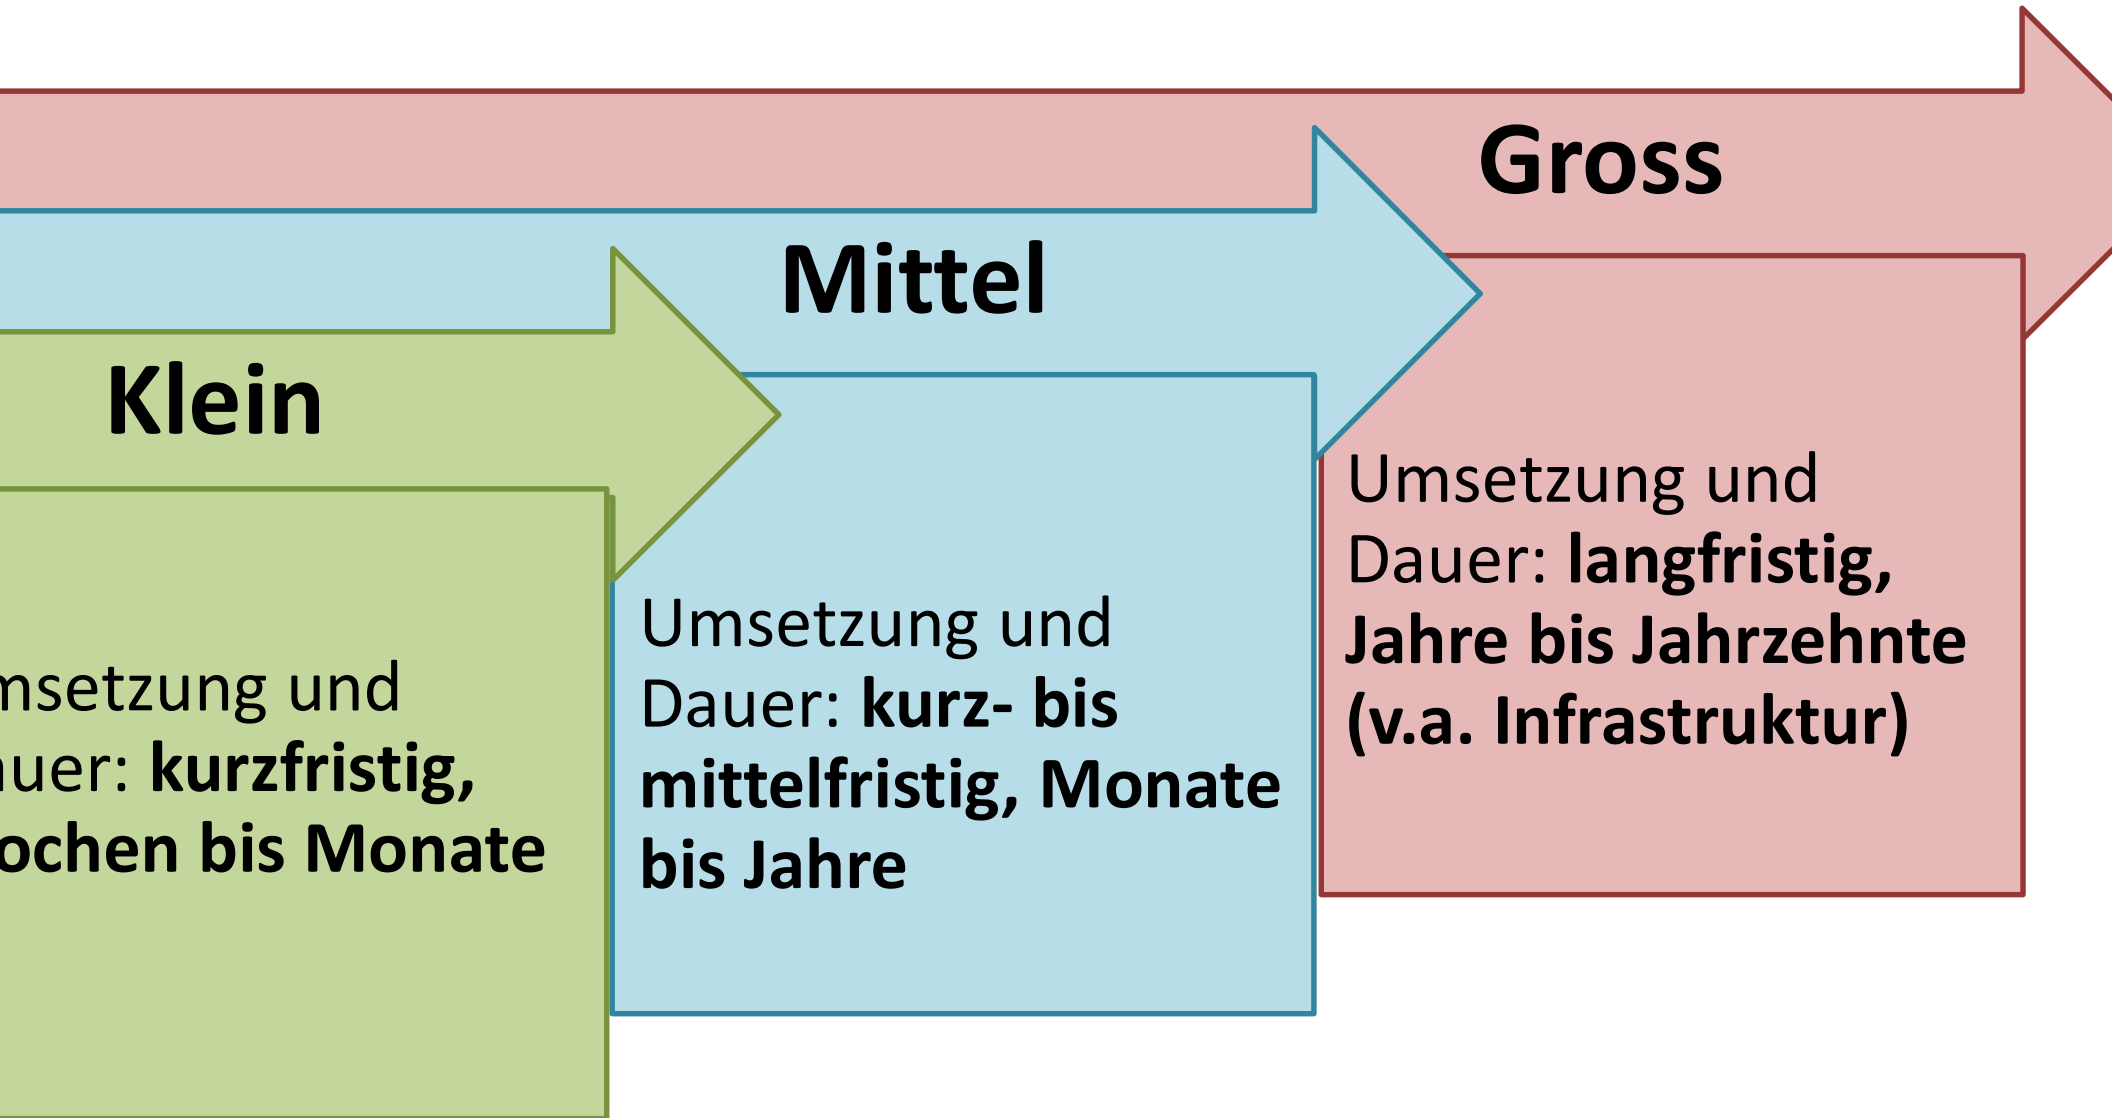 Gross
Mittel
Klein
msetzung und
auer: kurzfristig,
ochen bis Monate
Umsetzung und
Dauer: kurz- bis
mittelfristig, Monate
bis Jahre
Umsetzung und
Dauer: langfristig,
Jahre bis Jahrzehnte
(v.a. Infrastruktur)